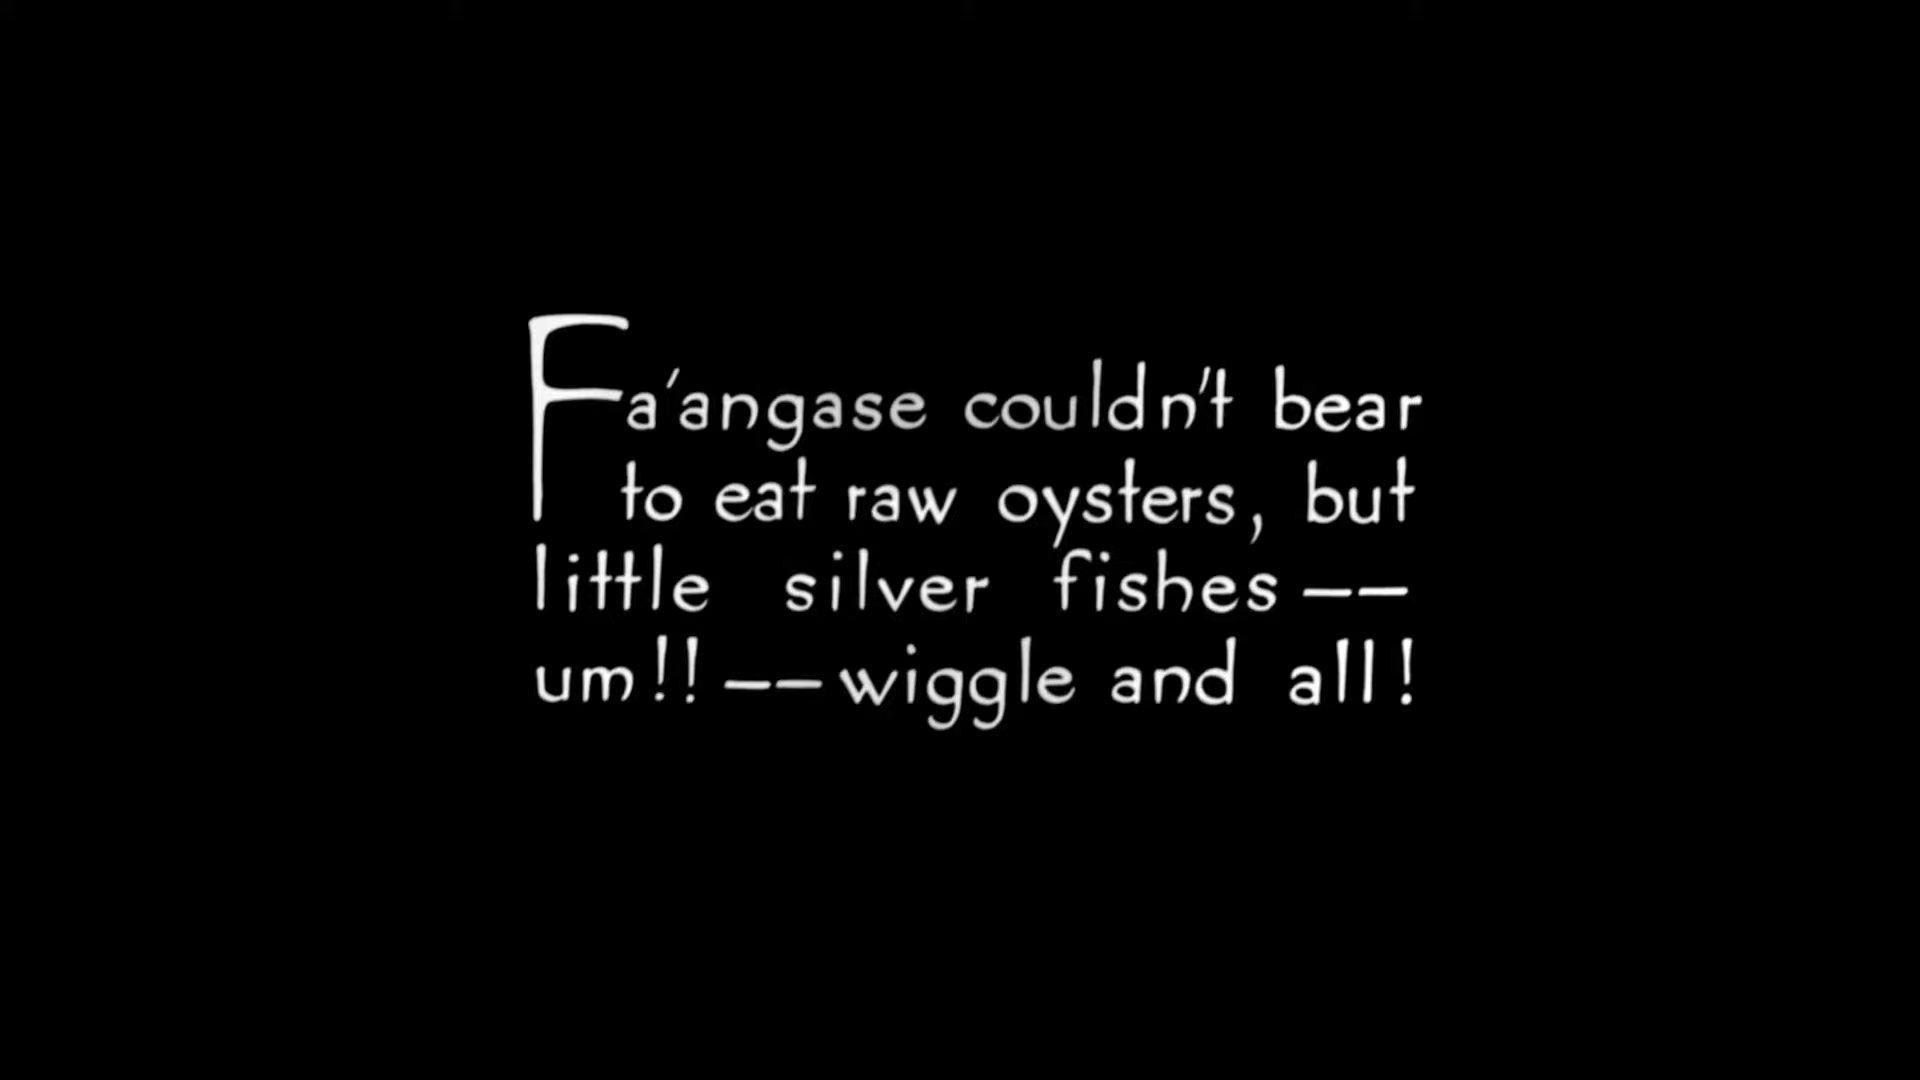 Fa'angase couldn't bear
to eat raw oysters, but
little silver fishes --
um!! -- wiggle and all!